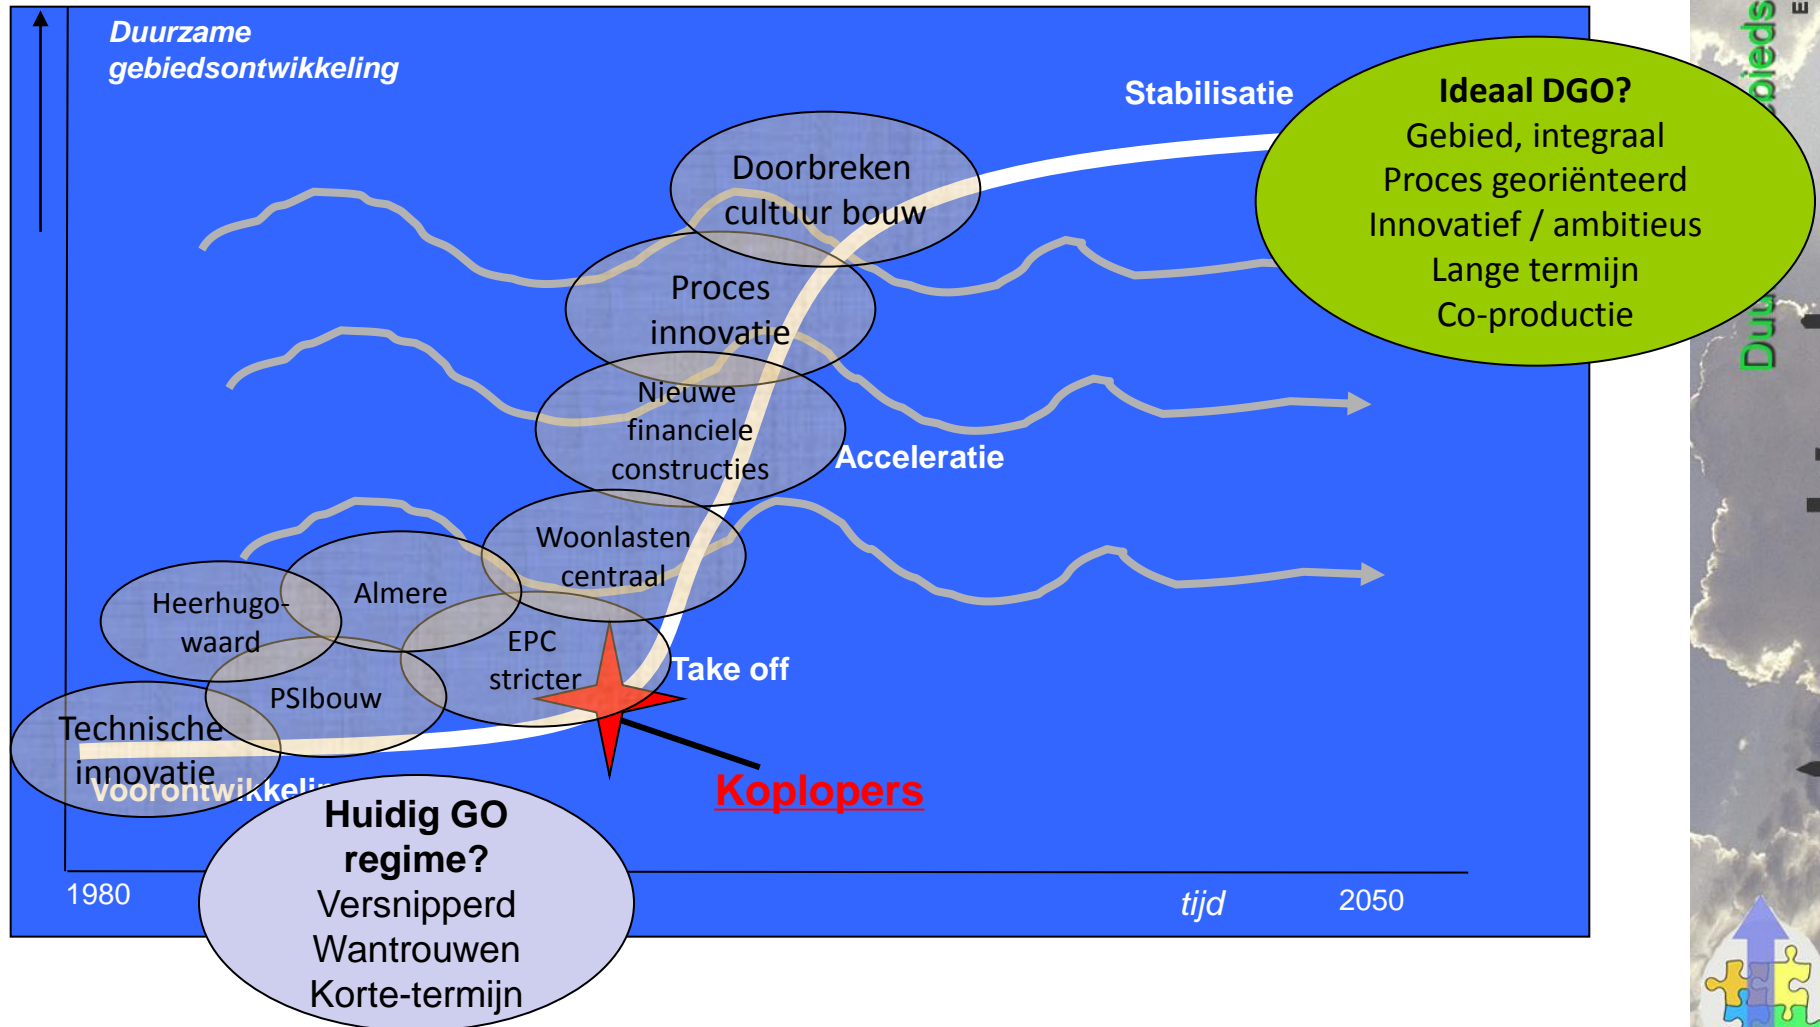 Duurzame
gebiedsontwikkeling
Stabilisatie
Ideaal DGO?
Gebied, integraal
Proces georiënteerd
Innovatief / ambitieus
Lange termijn
Co-productie
Doorbreken
cultuur bouw
Proces
innovatie
Nieuwe
financiele
constructies
Acceleratie
Woonlasten
centraal
Almere
Heerhugo-
waard
EPC
stricter
Take off
PSIbouw
Technische
innovatie
Koplopers
Huidig GO
regime?
Versnipperd
Wantrouwen
Korte-termijn
1980
tijd
2050